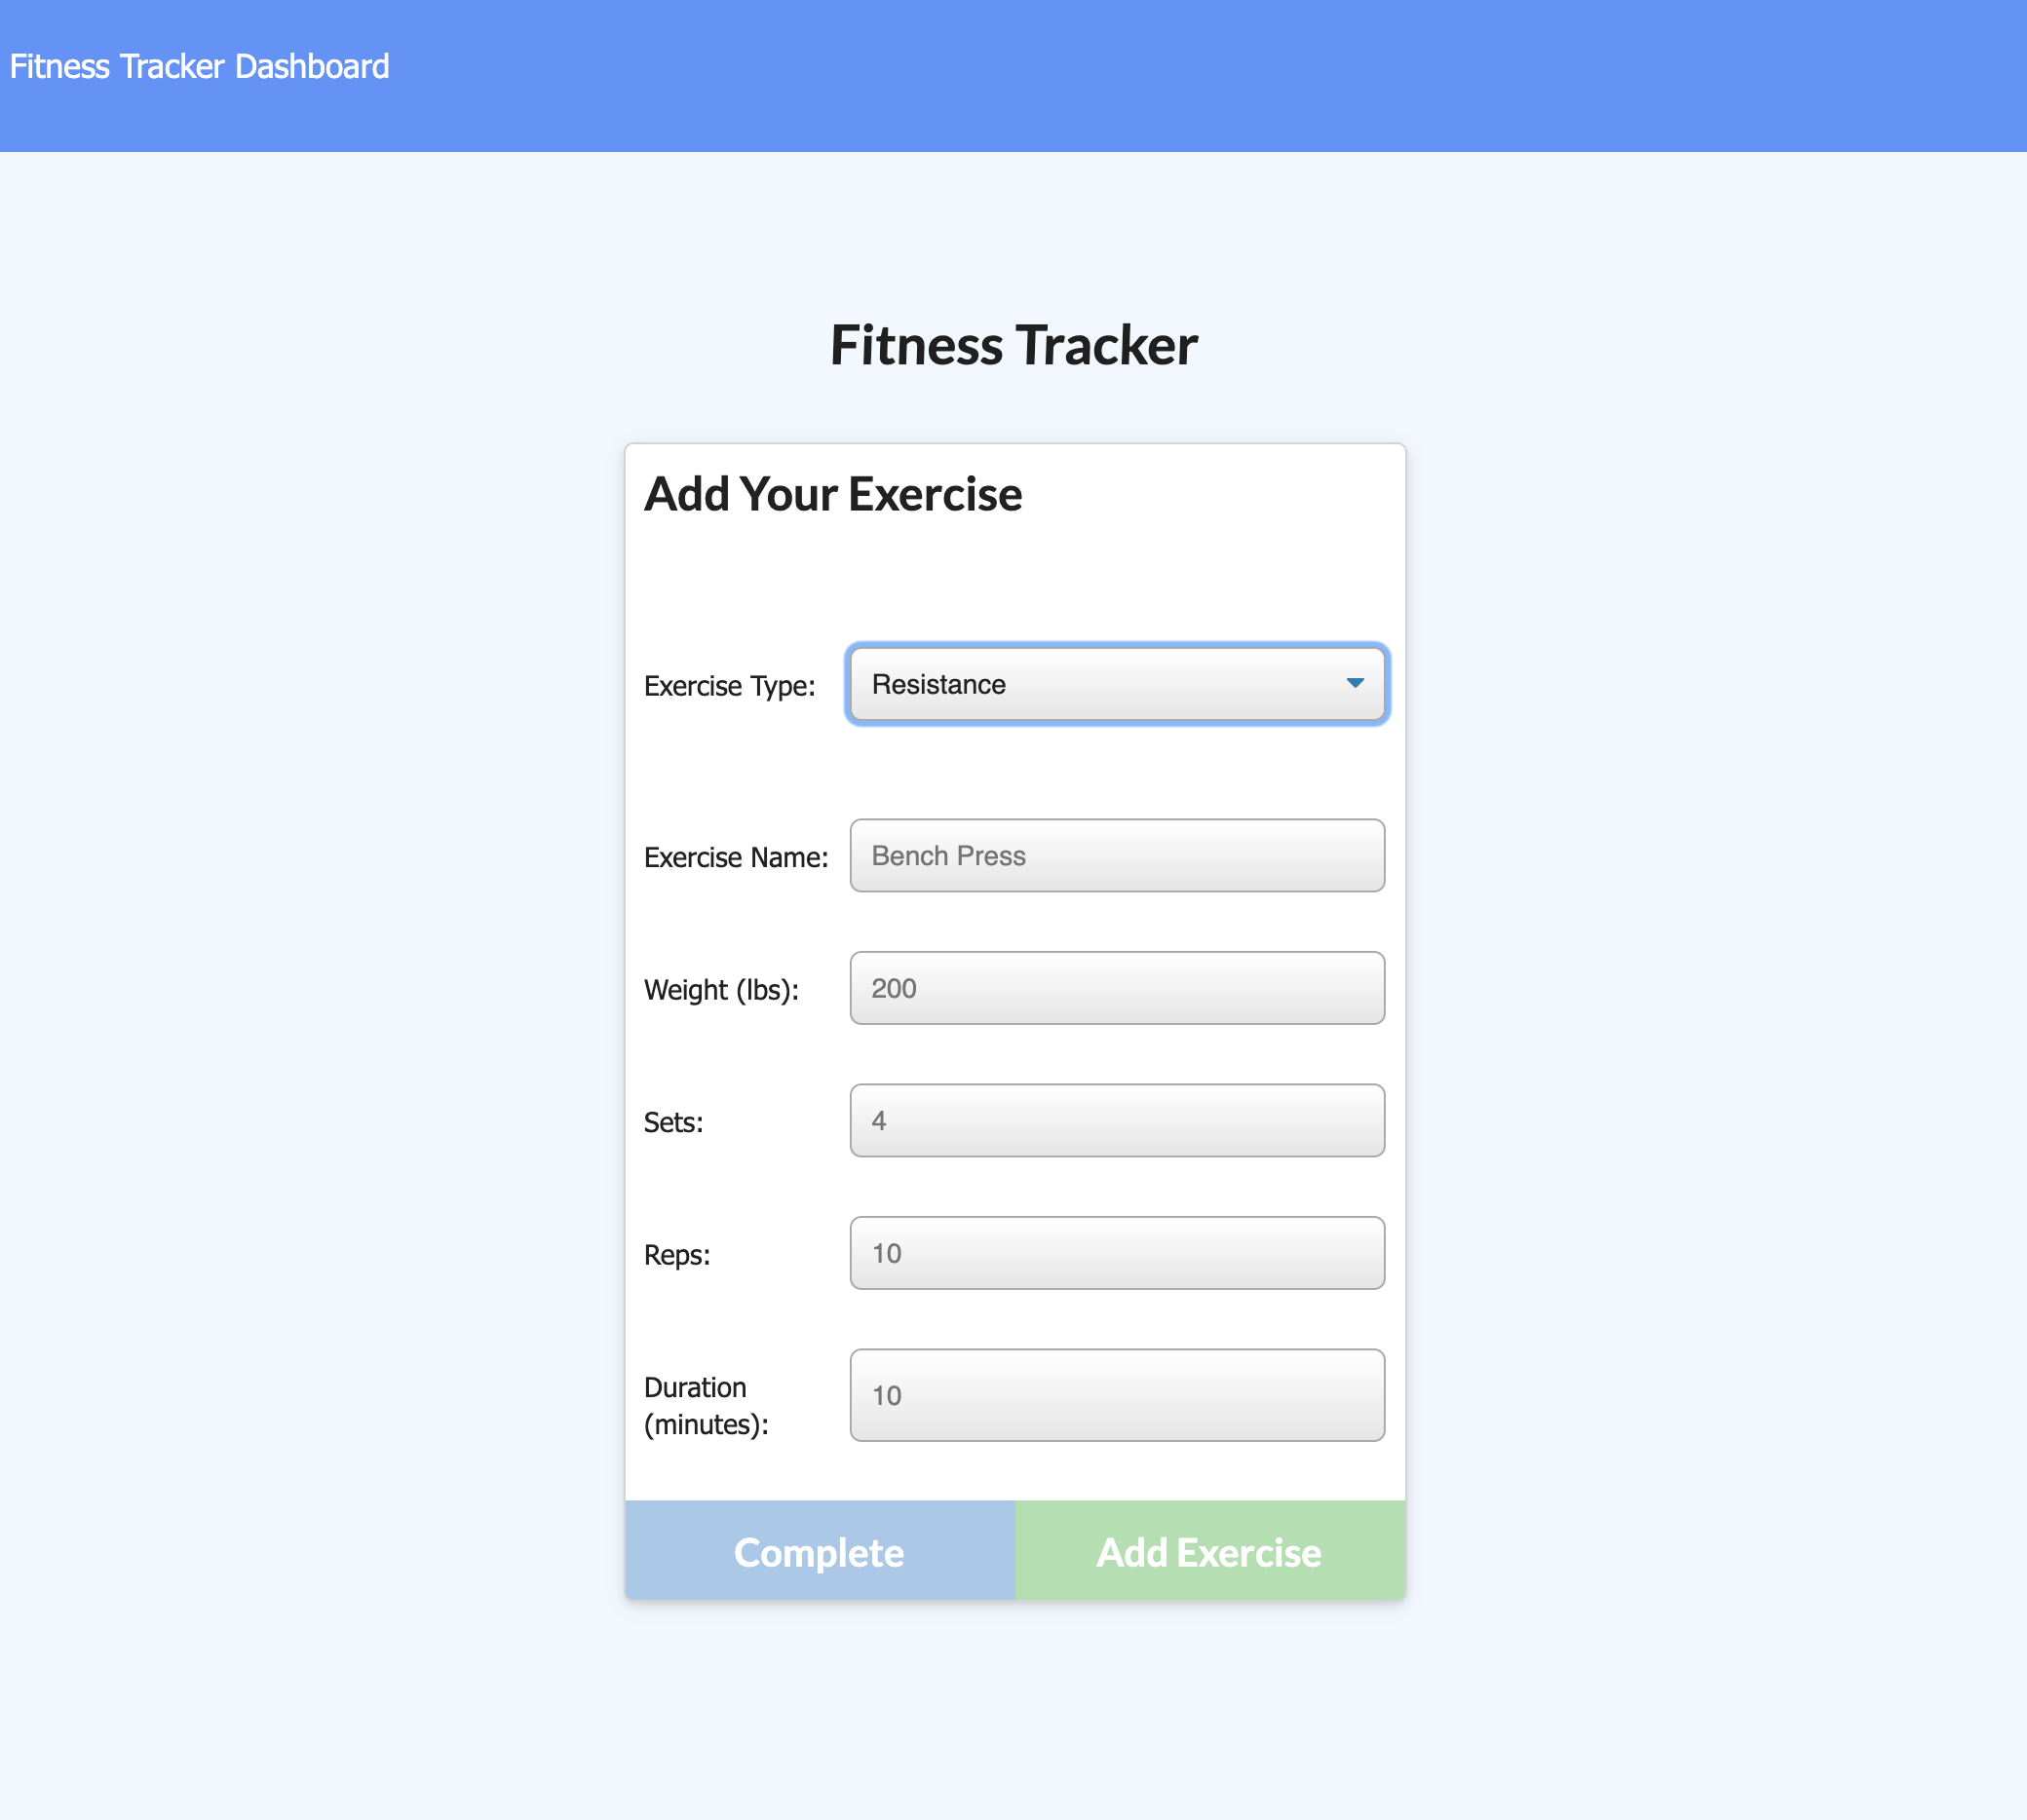 Fitness Tracker Dashboard
Fitness Tracker
Add Your Exercise
Exercise Type: Resistance
Exercise Name: Bench Press
Weight (lbs): 200
Sets: 4
Reps: 10
Duration
(minutes): 10
Complete Add Exercise